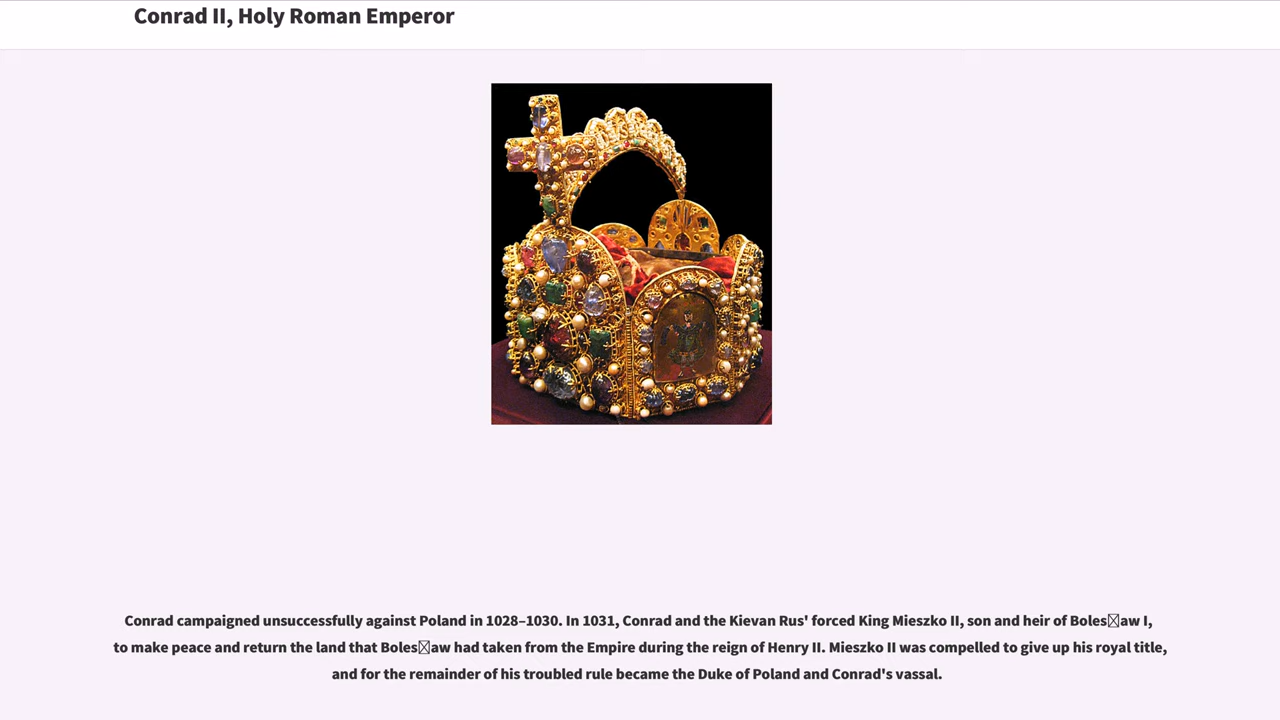 Conrad II, Holy Roman Emperor
Conrad campaigned unsuccessfully against Poland in 1028–1030. In 1031, Conrad and the Kievan Rus' forced King Mieszko II, son and heir of Boles☒aw I,
to make peace and return the land that Boles☒aw had taken from the Empire during the reign of Henry II. Mieszko II was compelled to give up his royal title,
and for the remainder of his troubled rule became the Duke of Poland and Conrad's vassal.